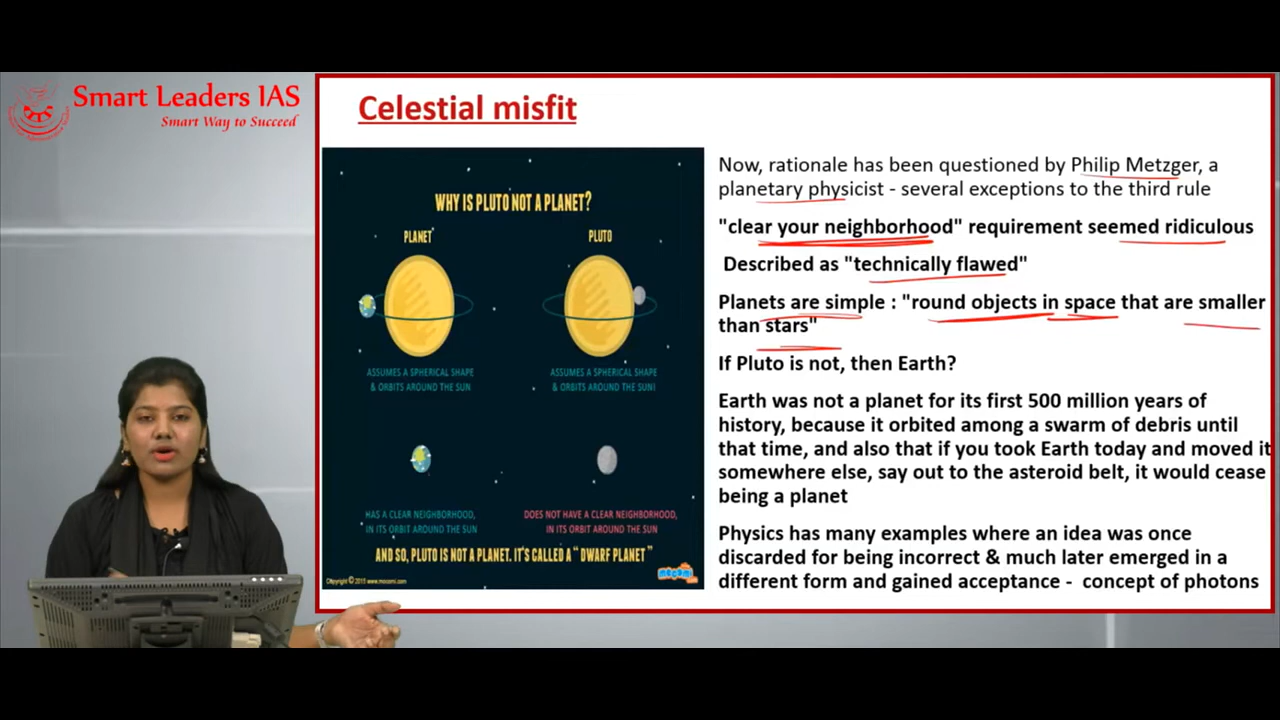 Smart Leaders IAS
Smart Way to Succeed
Celestial misfit
WHY IS PLUTO NOT A PLANET?
PLANET
PLUTO
ASSUMES A SPHERICAL SHAPE
& ORBITS AROUND THE SUN
ASSUMES A SPHERICAL SHAPE
& ORBITS AROUND THE SUN!
HAS A CLEAR NEIGHBORHOOD,
IN ITS ORBIT AROUND THE SUN
DOES NOT HAVE A CLEAR NEIGHBORHOOD,
IN ITS ORBIT AROUND THE SUN
AND SO, PLUTO IS NOT A PLANET. IT'S CALLED A "DWARF PLANET"
Copyright © 2015 www.mocomi.com
mocomi
Now, rationale has been questioned by Philip Metzger, a
planetary physicist - several exceptions to the third rule
"clear your neighborhood" requirement seemed ridiculous
Described as "technically flawed"
Planets are simple : "round objects in space that are smaller
than stars"
If Pluto is not, then Earth?
Earth was not a planet for its first 500 million years of
history, because it orbited among a swarm of debris until
that time, and also that if you took Earth today and moved it
somewhere else, say out to the asteroid belt, it would cease
being a planet
Physics has many examples where an idea was once
discarded for being incorrect & much later emerged in a
different form and gained acceptance - concept of photons